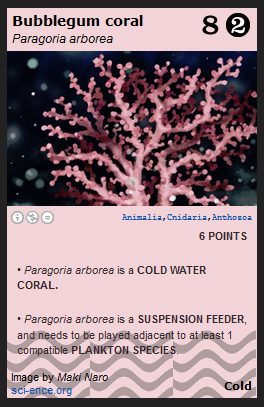 Bubblegum coral 8 2
Paragoria arborea
Animalia,Cnidaria,Anthozoa
6 POINTS
• Paragoria arborea is a COLD WATER
CORAL.
• Paragoria arborea is a SUSPENSION FEEDER,
and needs to be played adjacent to at least 1
compatible PLANKTON SPECIES.
Image by Maki Naro
sci-ence.org
Cold